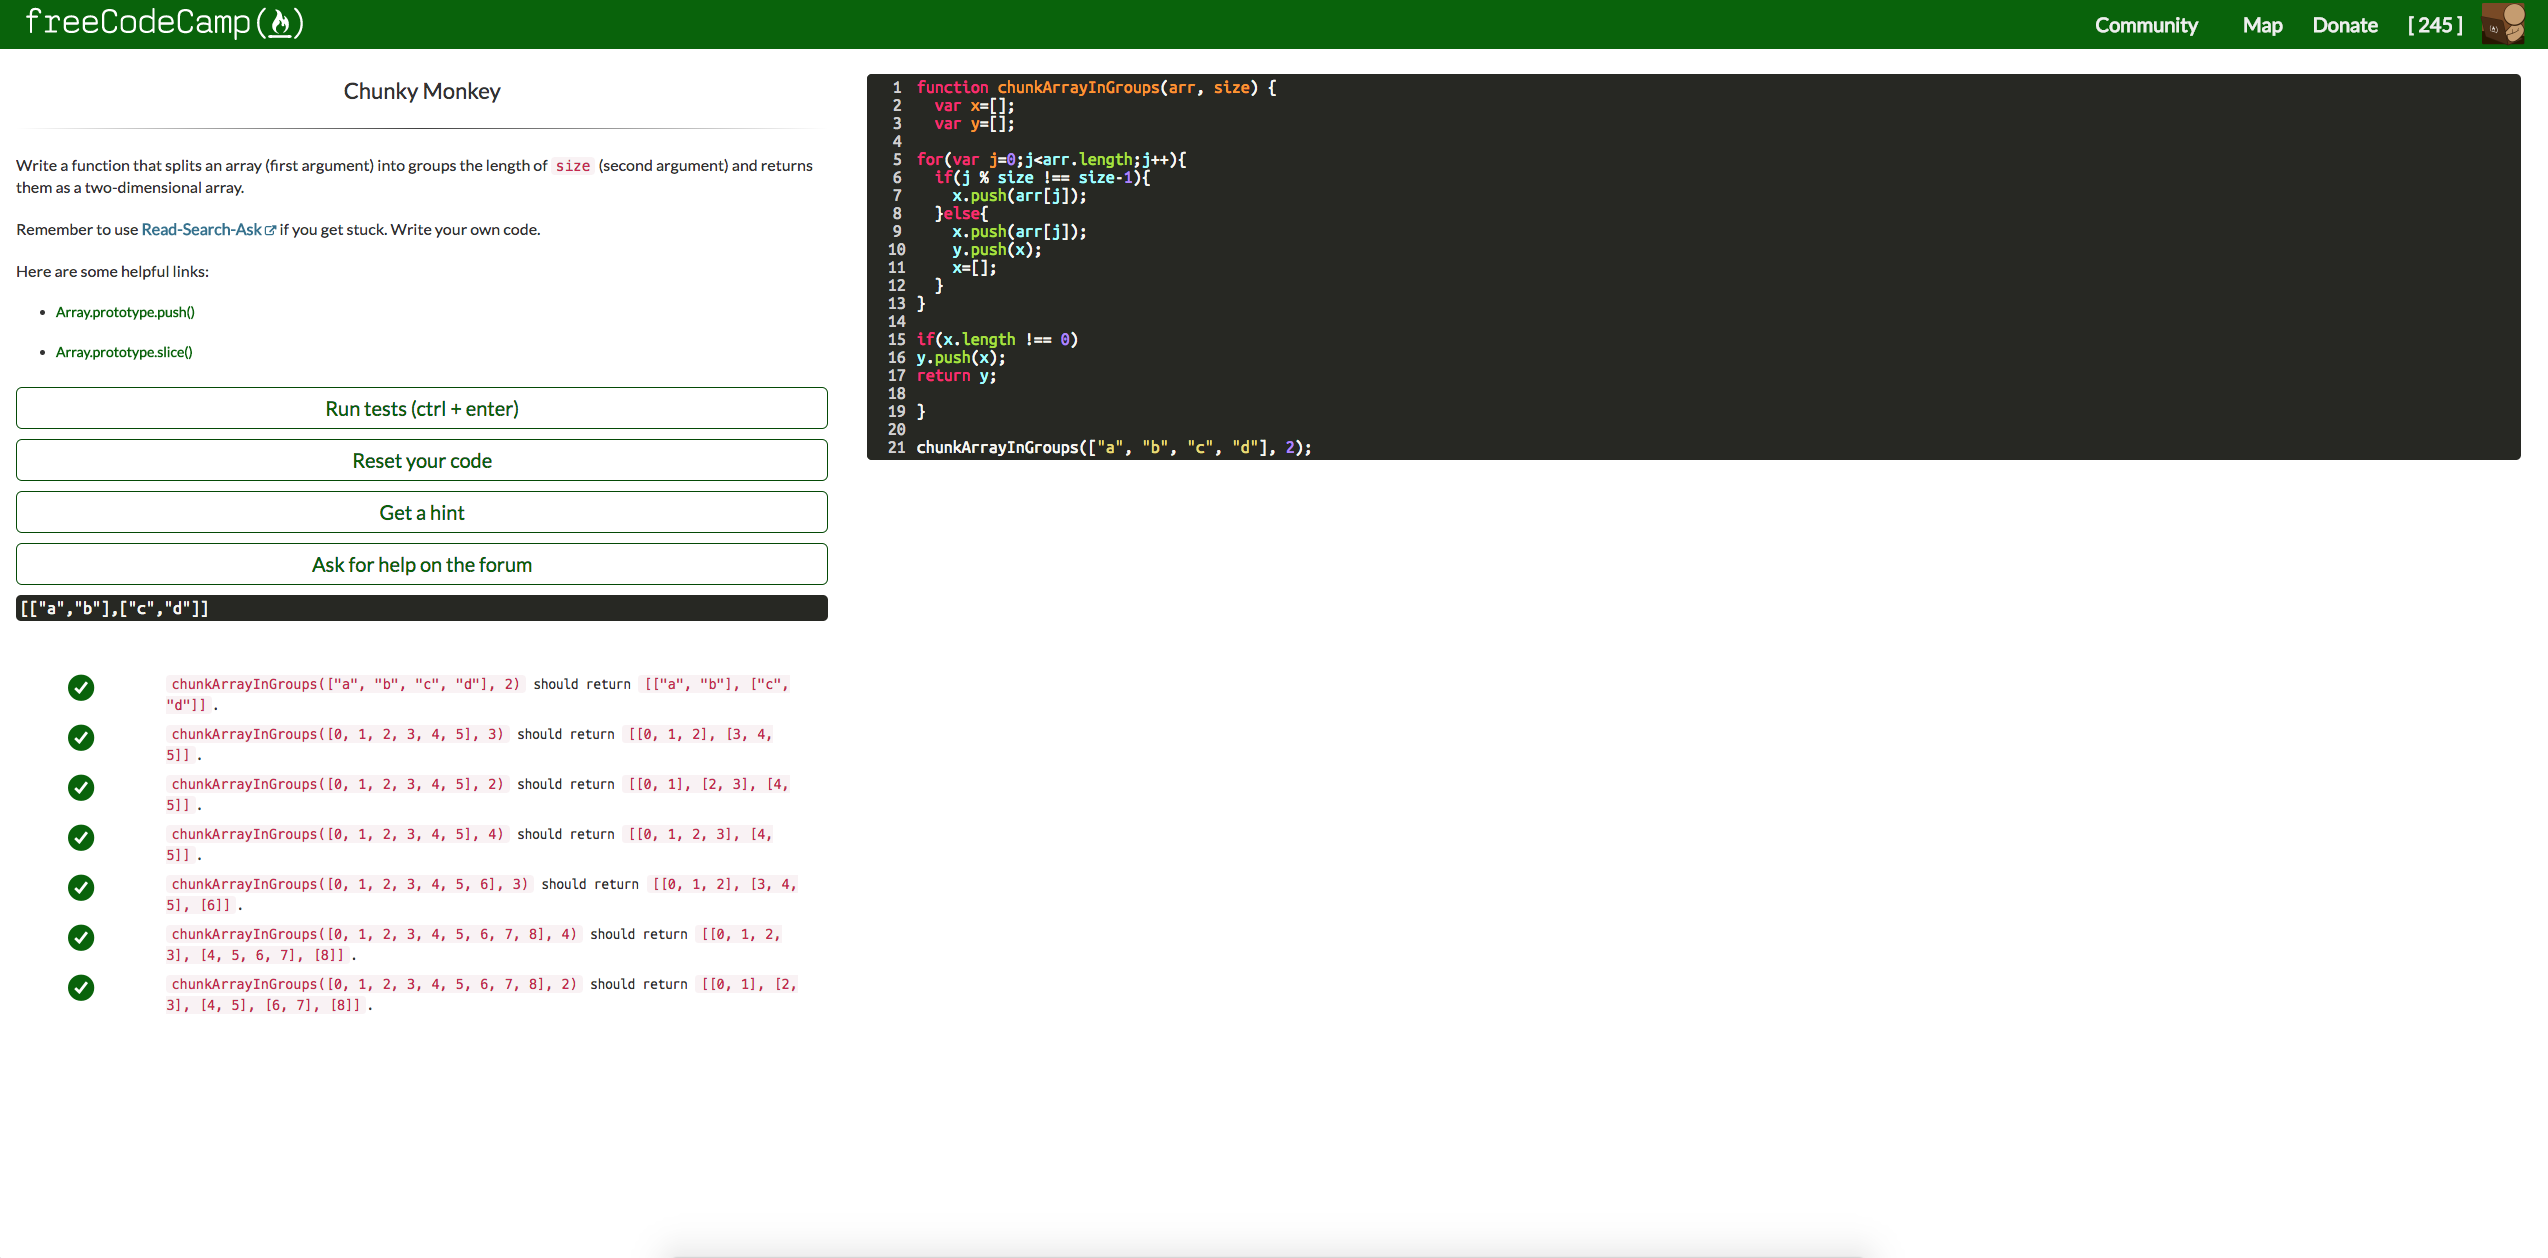 freeCodeCamp(🔥)
Community Map Donate [ 245 ]
Chunky Monkey
Write a function that splits an array (first argument) into groups the length of size (second argument) and returns
them as a two-dimensional array.
Remember to use Read-Search-Ask if you get stuck. Write your own code.
Here are some helpful links:
• Array.prototype.push()
• Array.prototype.slice()
Run tests (ctrl + enter)
Reset your code
Get a hint
Ask for help on the forum
[["a","b"],["c","d"]]
chunkArrayInGroups(["a", "b", "c", "d"], 2) should return [["a", "b"], ["c",
"d"]] .
chunkArrayInGroups([0, 1, 2, 3, 4, 5], 3) should return [[0, 1, 2], [3, 4,
5]] .
chunkArrayInGroups([0, 1, 2, 3, 4, 5], 2) should return [[0, 1], [2, 3], [4,
5]] .
chunkArrayInGroups([0, 1, 2, 3, 4, 5], 4) should return [[0, 1, 2, 3], [4,
5]] .
chunkArrayInGroups([0, 1, 2, 3, 4, 5, 6], 3) should return [[0, 1, 2], [3, 4,
5], [6]] .
chunkArrayInGroups([0, 1, 2, 3, 4, 5, 6, 7, 8], 4) should return [[0, 1, 2,
3], [4, 5, 6, 7], [8]] .
chunkArrayInGroups([0, 1, 2, 3, 4, 5, 6, 7, 8], 2) should return [[0, 1], [2,
3], [4, 5], [6, 7], [8]] .
1 function chunkArrayInGroups(arr, size) {
2 var x=[];
3 var y=[];
4
5 for(var j=0;j<arr.length;j++){
6 if(j % size !== size-1){
7 x.push(arr[j]);
8 }else{
9 x.push(arr[j]);
10 y.push(x);
11 x=[];
12 }
13 }
14
15 if(x.length !== 0)
16 y.push(x);
17 return y;
18
19 }
20
21 chunkArrayInGroups(["a", "b", "c", "d"], 2);